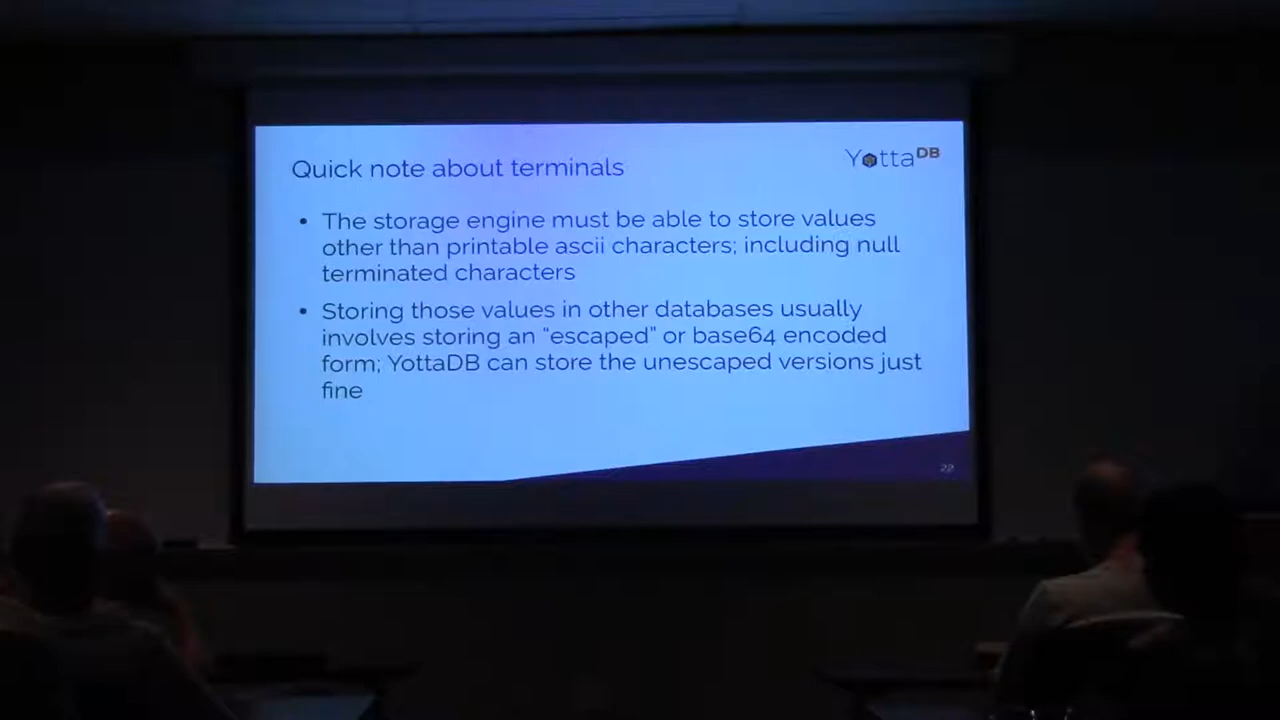 Quick note about terminals
YottaDB
• The storage engine must be able to store values
other than printable ascii characters; including null
terminated characters
• Storing those values in other databases usually
involves storing an “escaped” or base64 encoded
form; YottaDB can store the unescaped versions just
fine
22